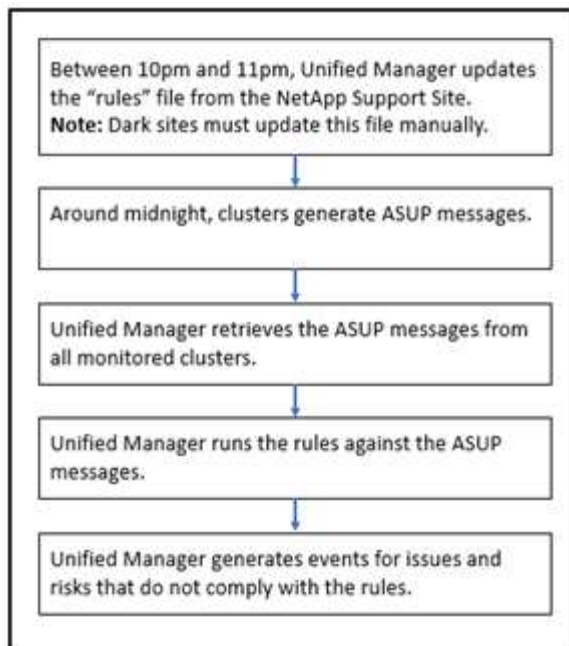 Between 10pm and 11pm, Unified Manager updates
the “rules” file from the NetApp Support Site.
Note: Dark sites must update this file manually.
Around midnight, clusters generate ASUP messages.
Unified Manager retrieves the ASUP messages from
all monitored clusters.
Unified Manager runs the rules against the ASUP
messages.
Unified Manager generates events for issues and
risks that do not comply with the rules.